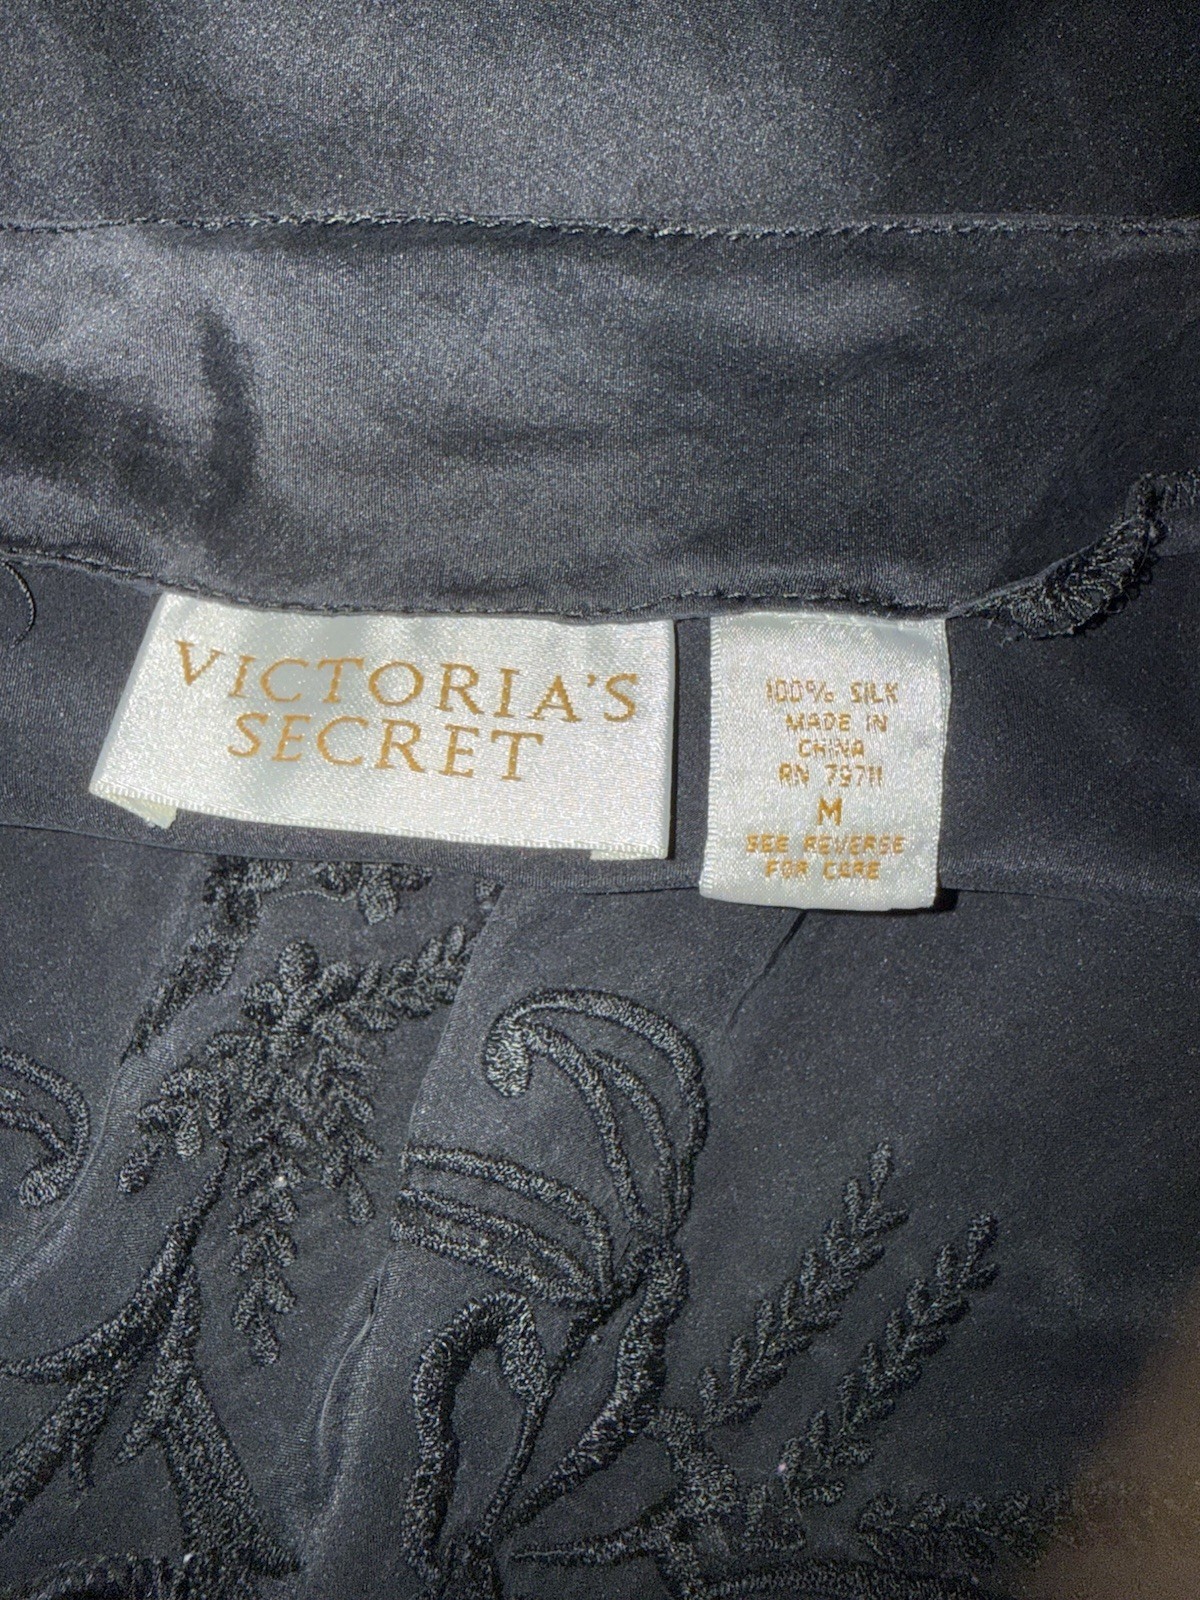 VICTORIA'S
SECRET
100% SILK
MADE IN
CHINA
RN 79711
M
SEE REVERSE
FOR CARE